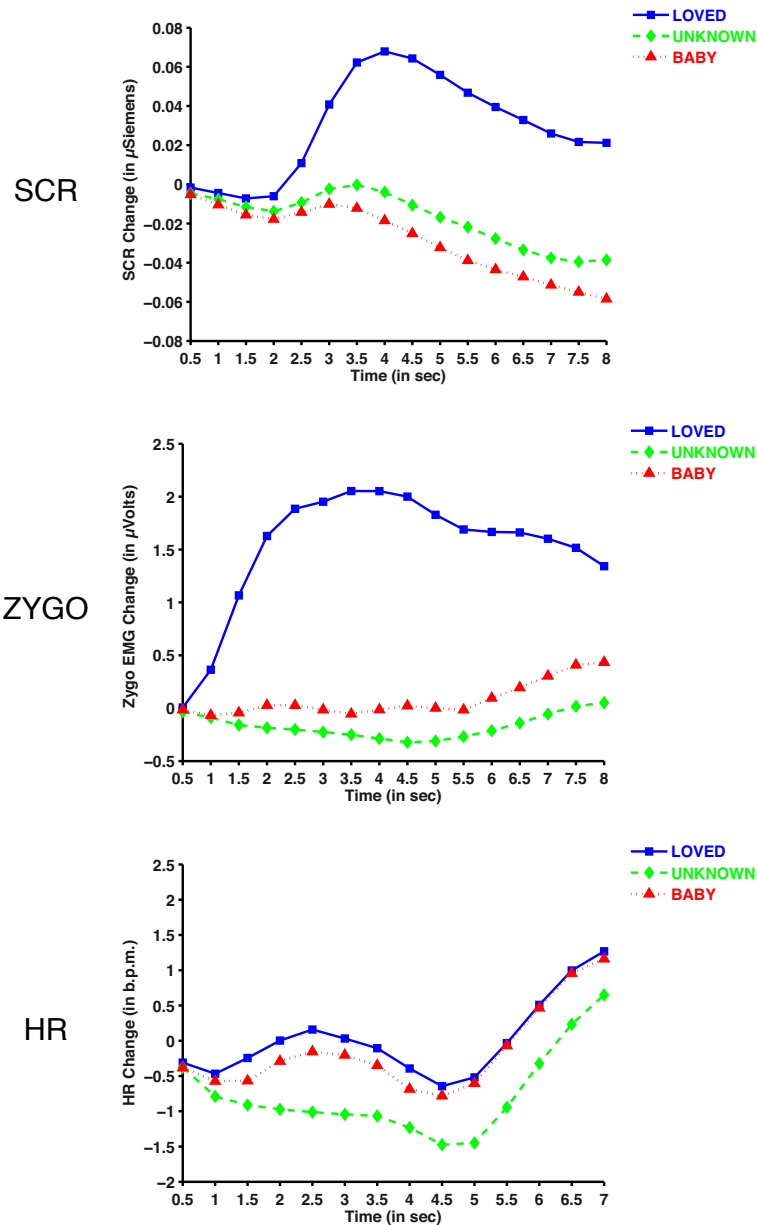 LOVED
UNKNOWN
BABY
SCR
SCR Change (in µSiemens)
0.08
0.06
0.04
0.02
0
−0.02
−0.04
−0.06
−0.08
0.5 1 1.5 2 2.5 3 3.5 4 4.5 5 5.5 6 6.5 7 7.5 8
Time (in sec)
LOVED
UNKNOWN
BABY
ZYGO
Zygo EMG Change (in µVolts)
2.5
2
1.5
1
0.5
0
−0.5
0.5 1 1.5 2 2.5 3 3.5 4 4.5 5 5.5 6 6.5 7 7.5 8
Time (in sec)
LOVED
UNKNOWN
BABY
HR
HR Change (in b.p.m.)
2.5
2
1.5
1
0.5
0
−0.5
−1
−1.5
−2
0.5 1 1.5 2 2.5 3 3.5 4 4.5 5 5.5 6 6.5 7
Time (in sec)